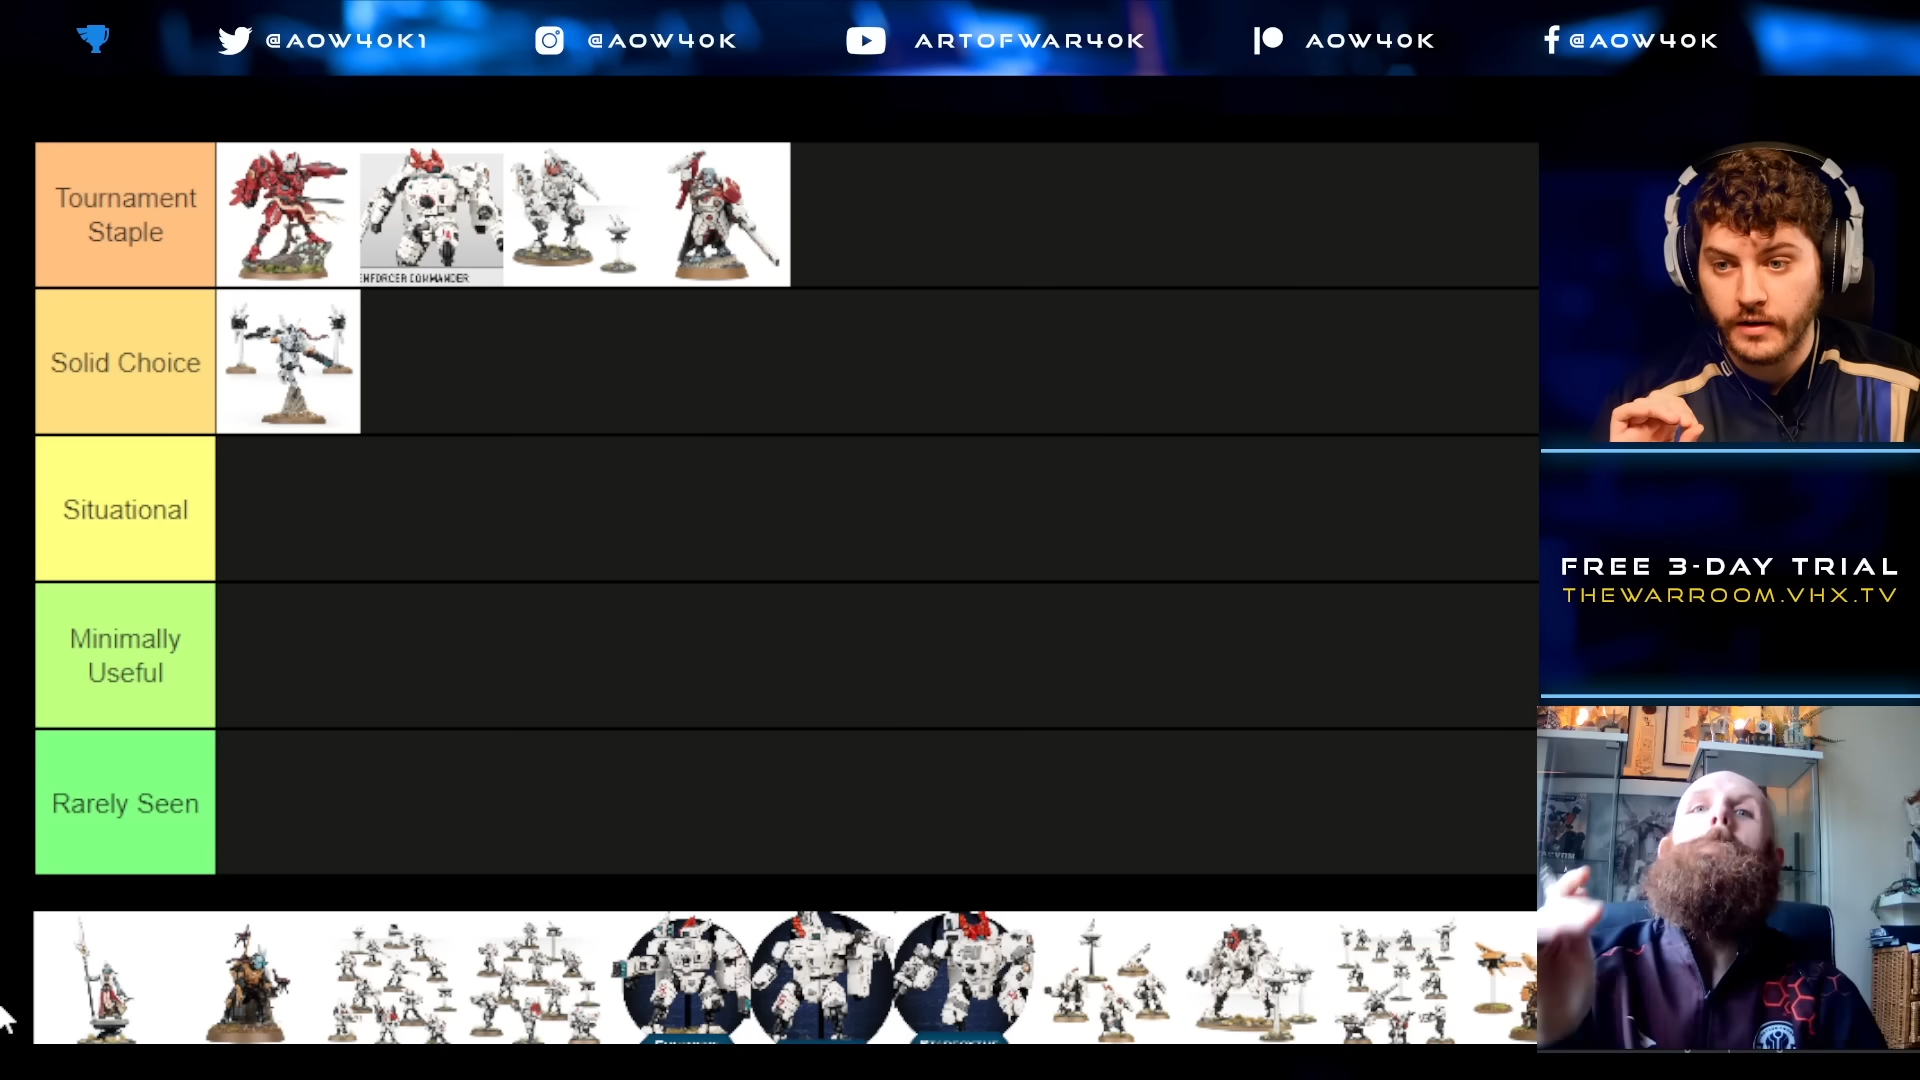 @AOW40K1
@AOW40K
ARTOFWAR40K
AOW40K
@AOW40K
Tournament
Staple
ENFORCER COMMANDER
Solid Choice
Situational
Minimally
Useful
Rarely Seen
FREE 3-DAY TRIAL
THEWARROOM.VHX.TV